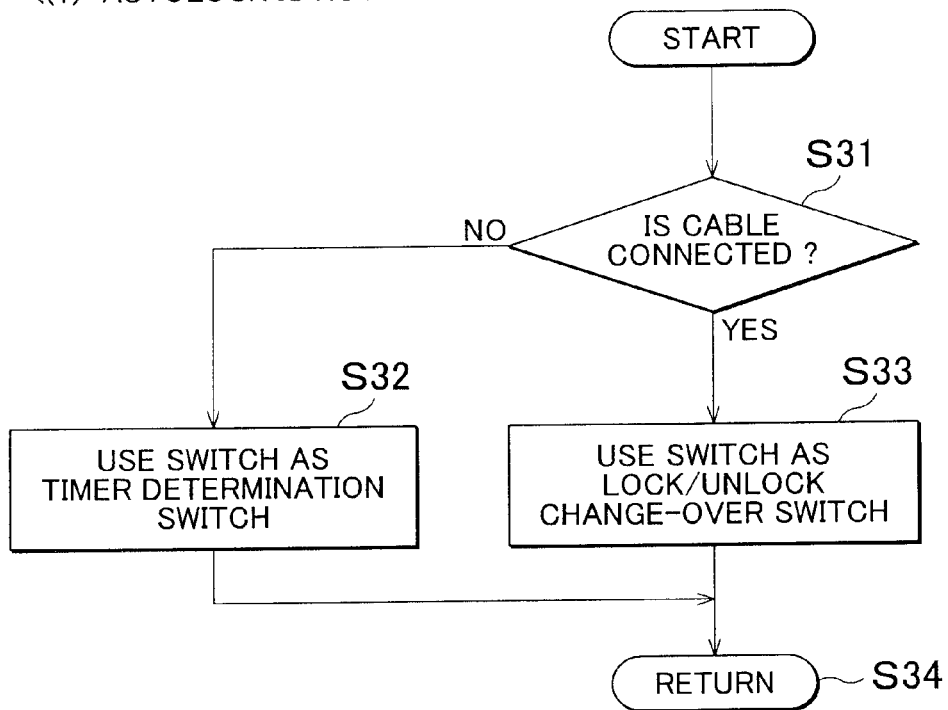 START
S31
IS CABLE
CONNECTED ?
NO
YES
S32
S33
USE SWITCH AS
TIMER DETERMINATION
SWITCH
USE SWITCH AS
LOCK/UNLOCK
CHANGE-OVER SWITCH
RETURN
S34